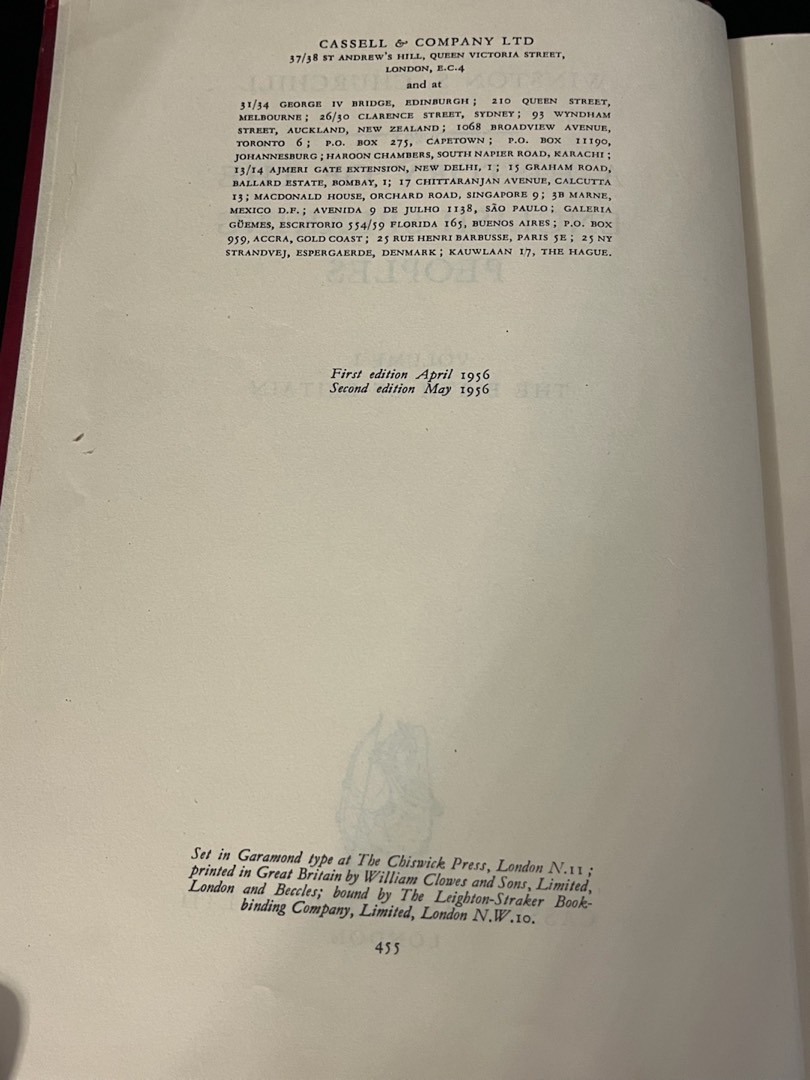 CASSELL & COMPANY LTD
37/38 ST ANDREW'S HILL, QUEEN VICTORIA STREET,
LONDON, E.C.4
and at
31/34 GEORGE IV BRIDGE, EDINBURGH; 210 QUEEN STREET,
MELBOURNE; 26/30 CLARENCE STREET, SYDNEY; 93 WYNDHAM
STREET, AUCKLAND, NEW ZEALAND; 1068 BROADVIEW AVENUE,
TORONTO 6; P.O. BOX 275, CAPETOWN; P.O. BOX 11190,
JOHANNESBURG; HAROON CHAMBERS, SOUTH NAPIER ROAD, KARACHI;
13/14 AJMERI GATE EXTENSION, NEW DELHI, 1; 15 GRAHAM ROAD,
BALLARD ESTATE, BOMBAY, 1; 17 CHITTARANJAN AVENUE, CALCUTTA
13; MACDONALD HOUSE, ORCHARD ROAD, SINGAPORE 9; 3B MARNE,
MEXICO D.F.; AVENIDA 9 DE JULHO 1138, SÃO PAULO; GALERIA
GÜEMES, ESCRITORIO 554/59 FLORIDA 165, BUENOS AIRES; P.O. BOX
959, ACCRA, GOLD COAST; 25 RUE HENRI BARBUSSE, PARIS 5E; 25 NY
STRANDVEJ, ESPERGAERDE, DENMARK; KAUWLAAN 17, THE HAGUE.
PEOPLES
VOLUME I
First edition April 1956
Second edition May 1956
Set in Garamond type at The Chiswick Press, London N.11;
printed in Great Britain by William Clowes and Sons, Limited,
London and Beccles; bound by The Leighton-Straker Book-
binding Company, Limited, London N.W.10.
LONDON
455